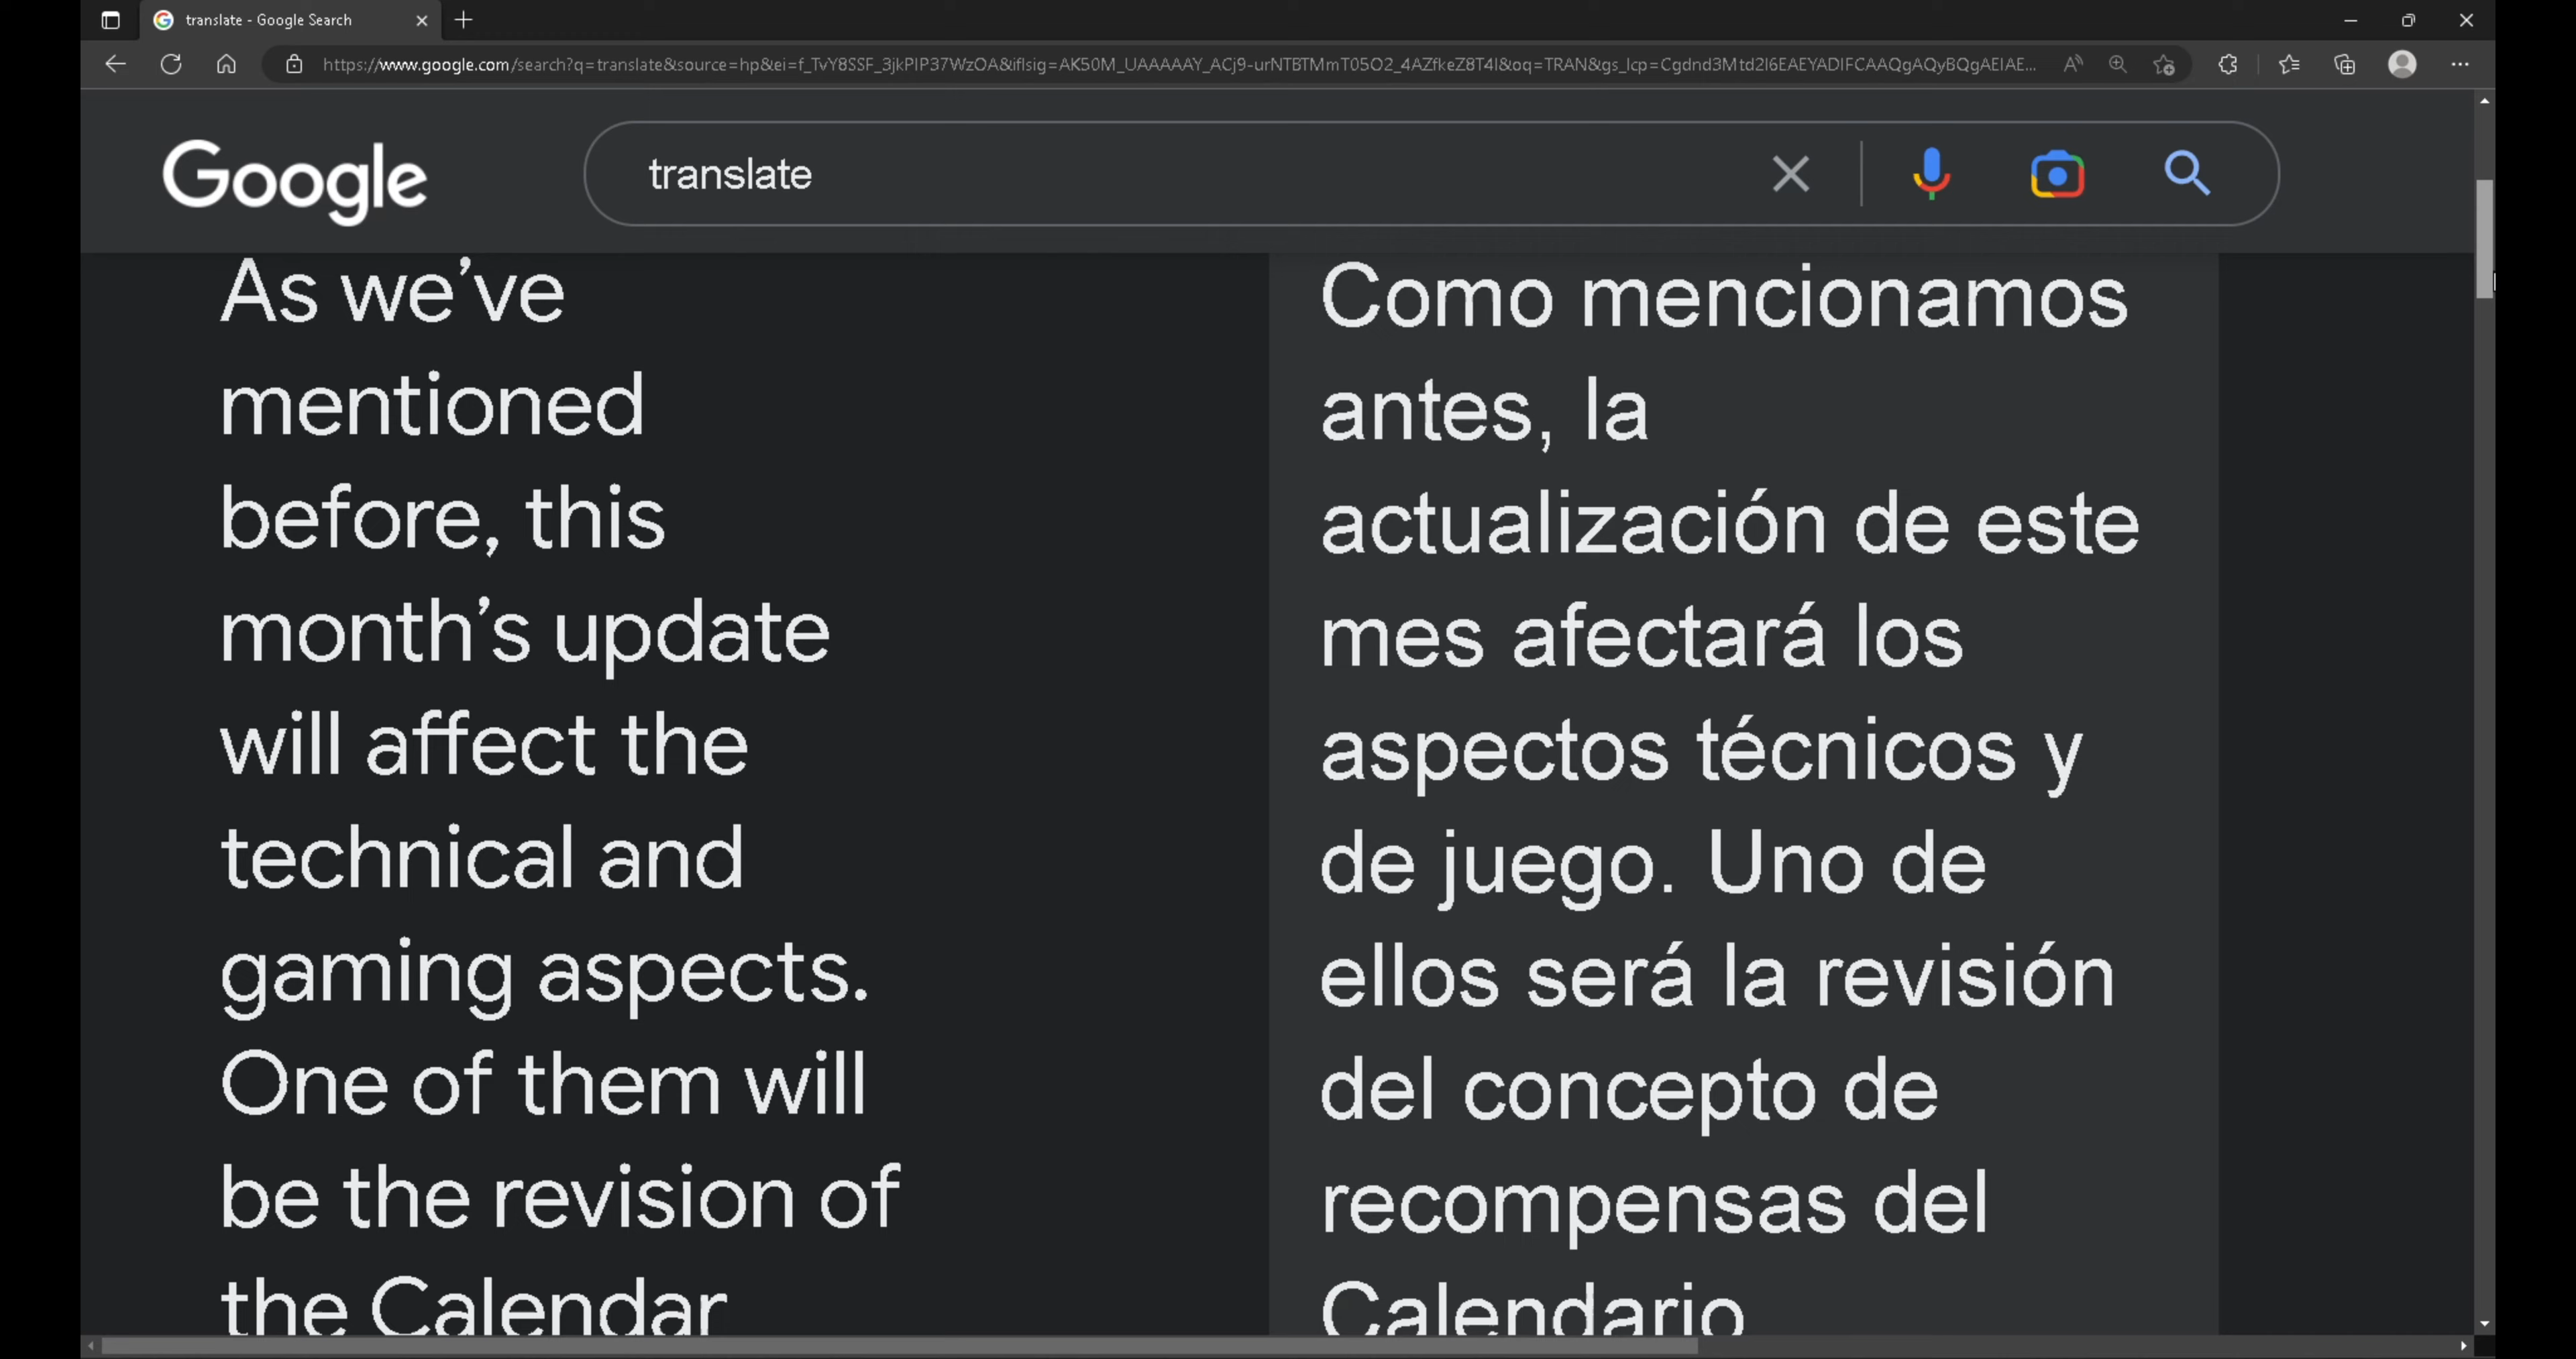 translate - Google Search
https://www.google.com/search?q=translate&source=hp&ei=f_TvY8SSF_3jkPIP37WzOA&iflsig=AK50M_UAAAAAY_ACj9-urNTBTMmT05O2_4AZfkeZ8T4l&oq=TRAN&gs_lcp=Cgdnd3Mtd2l6EAEYADIFCAAQgAQyBQgAEIAE...
Google
translate
As we’ve
mentioned
before, this
month’s update
will affect the
technical and
gaming aspects.
One of them will
be the revision of
the Calendar
Como mencionamos
antes, la
actualización de este
mes afectará los
aspectos técnicos y
de juego. Uno de
ellos será la revisión
del concepto de
recompensas del
Calendario